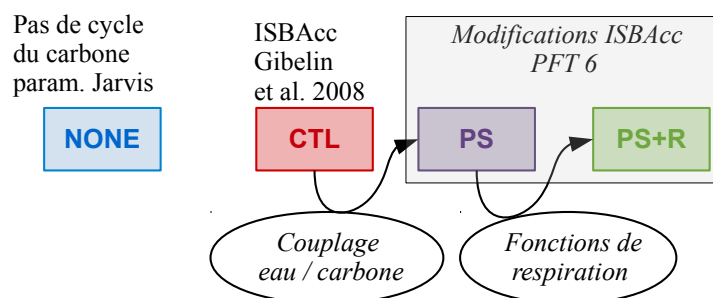 Pas de cycle
du carbone
param. Jarvis
NONE
ISBAcc
Gibelin
et al. 2008
CTL
Modifications ISBAcc
PFT 6
PS
PS+R
Couplage
eau / carbone
Fonctions de
respiration